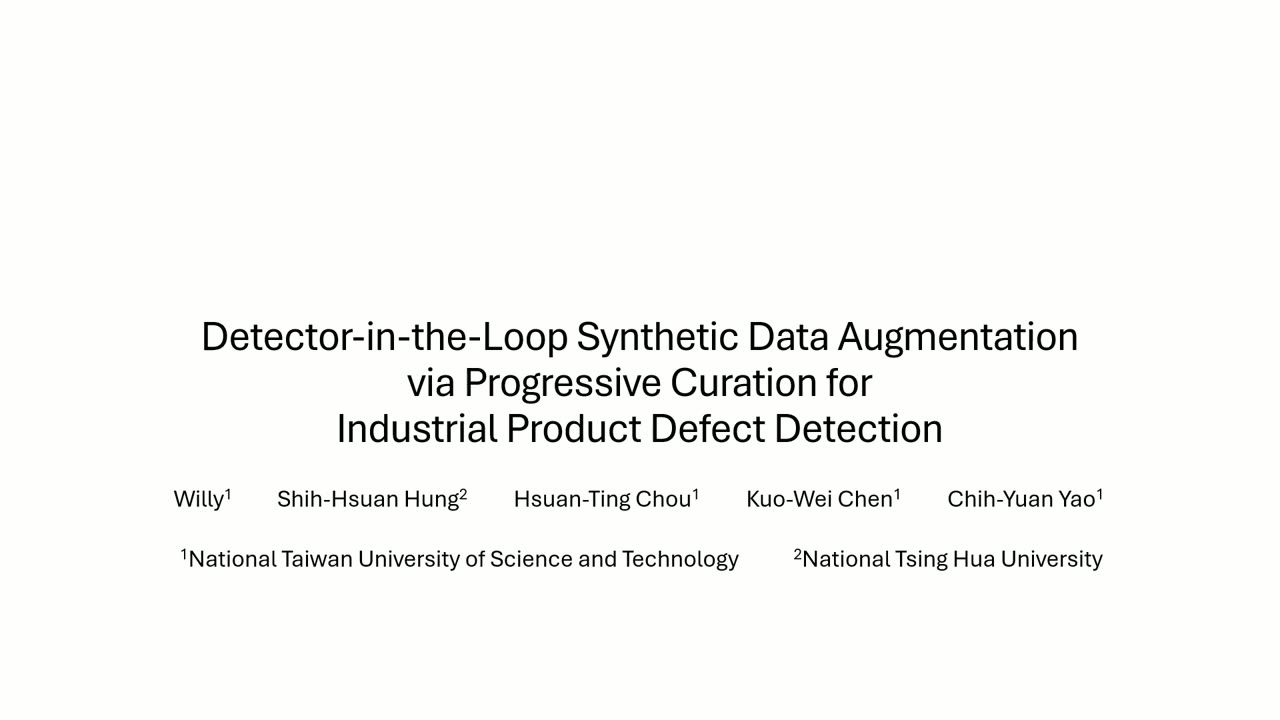 Detector-in-the-Loop Synthetic Data Augmentation
via Progressive Curation for
Industrial Product Defect Detection
Willy¹ Shih-Hsuan Hung² Hsuan-Ting Chou¹ Kuo-Wei Chen¹ Chih-Yuan Yao¹
¹National Taiwan University of Science and Technology ²National Tsing Hua University